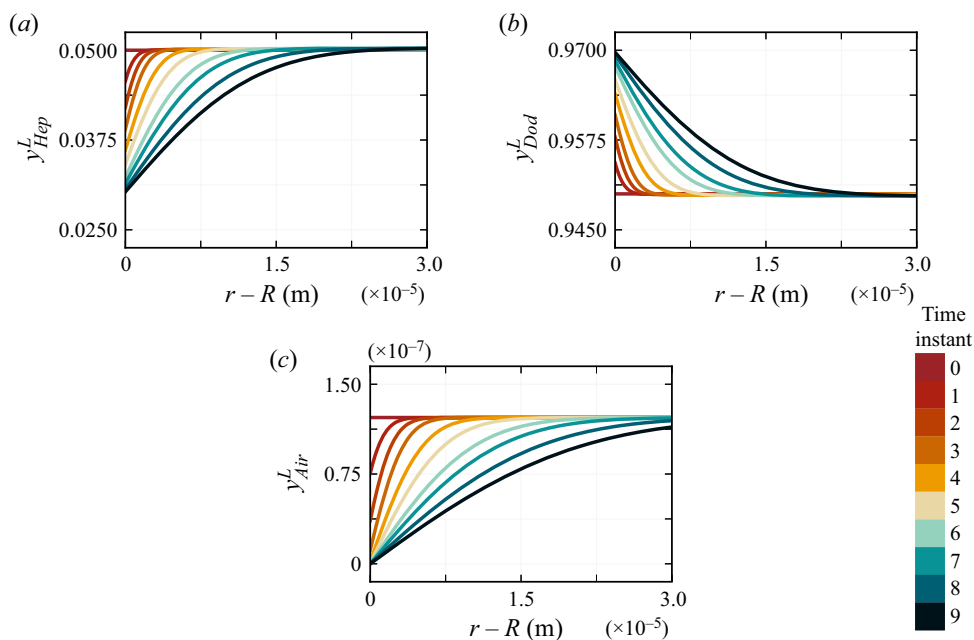 (a)
0.0500
0.0375
0.0250
y^L_Hep
0
1.5
3.0
r – R (m)
(×10⁻⁵)
(b)
0.9700
0.9575
0.9450
y^L_Dod
0
1.5
3.0
r – R (m)
(×10⁻⁵)
(c)
(×10⁻⁷)
1.50
0.75
0
y^L_Air
0
1.5
3.0
r – R (m)
(×10⁻⁵)
Time
instant
0
1
2
3
4
5
6
7
8
9